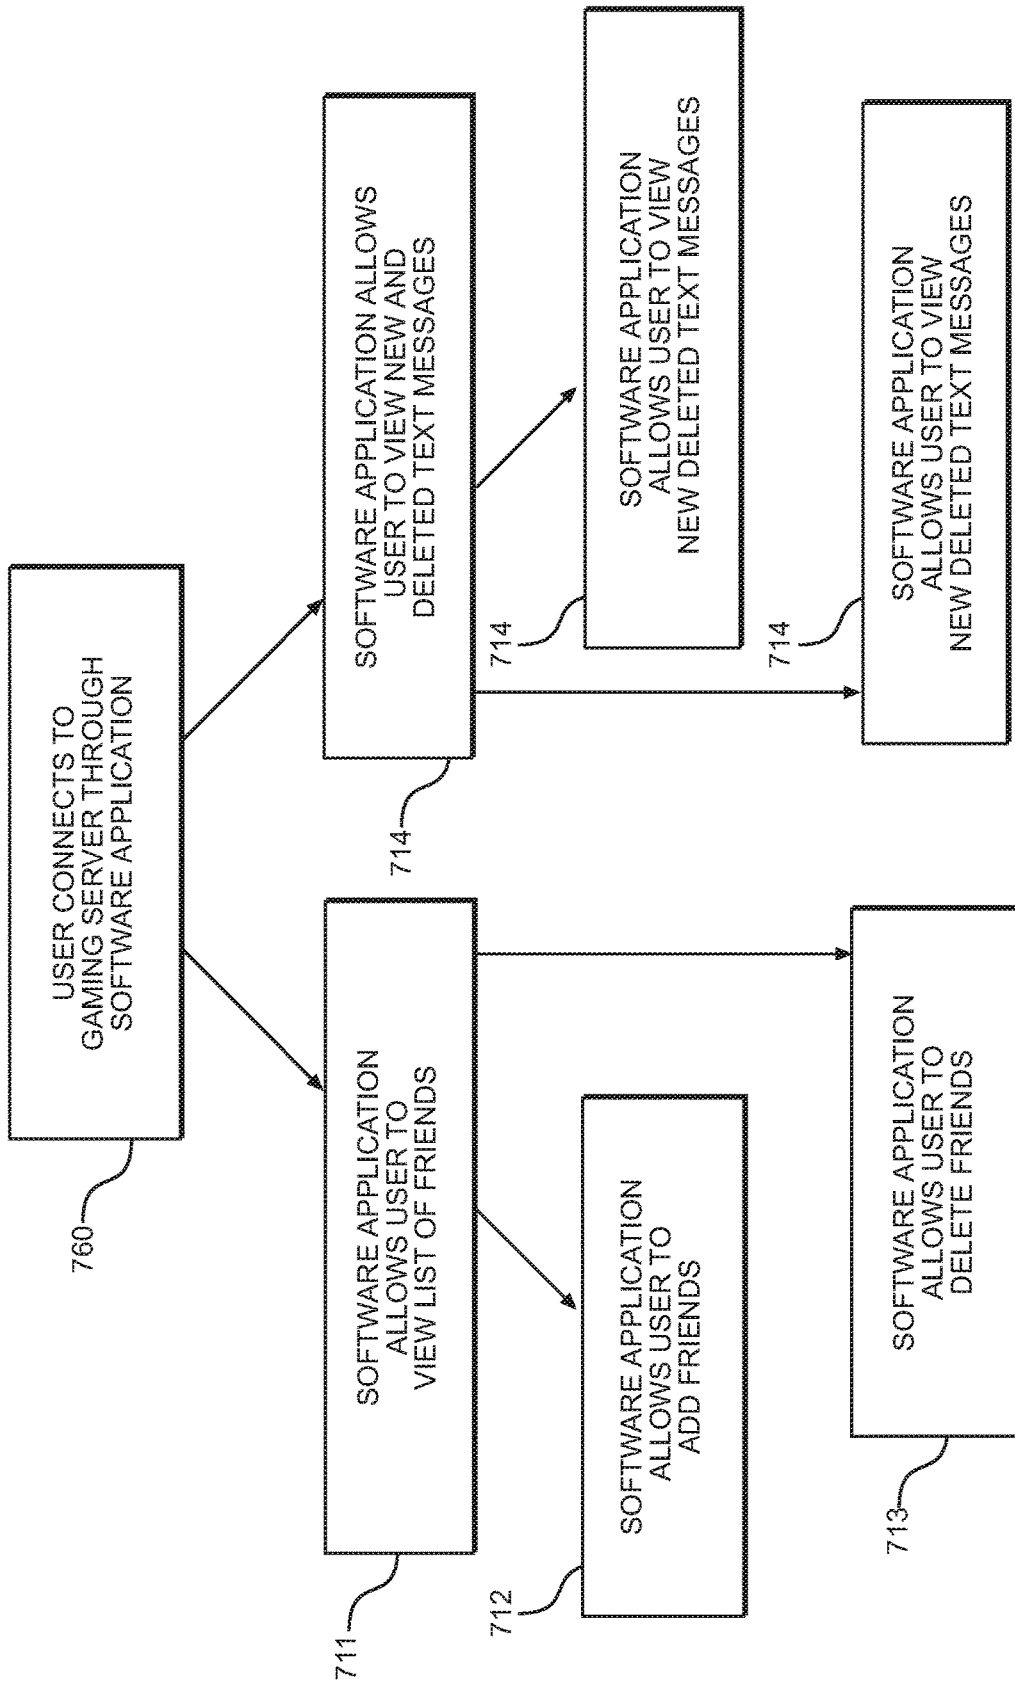 USER CONNECTS TO
GAMING SERVER THROUGH
SOFTWARE APPLICATION
760
SOFTWARE APPLICATION
ALLOWS USER TO
VIEW LIST OF FRIENDS
711
SOFTWARE APPLICATION ALLOWS
USER TO VIEW NEW AND
DELETED TEXT MESSAGES
714
SOFTWARE APPLICATION
ALLOWS USER TO
ADD FRIENDS
712
SOFTWARE APPLICATION
ALLOWS USER TO VIEW
NEW DELETED TEXT MESSAGES
714
SOFTWARE APPLICATION
ALLOWS USER TO
DELETE FRIENDS
713
SOFTWARE APPLICATION
ALLOWS USER TO VIEW
NEW DELETED TEXT MESSAGES
714